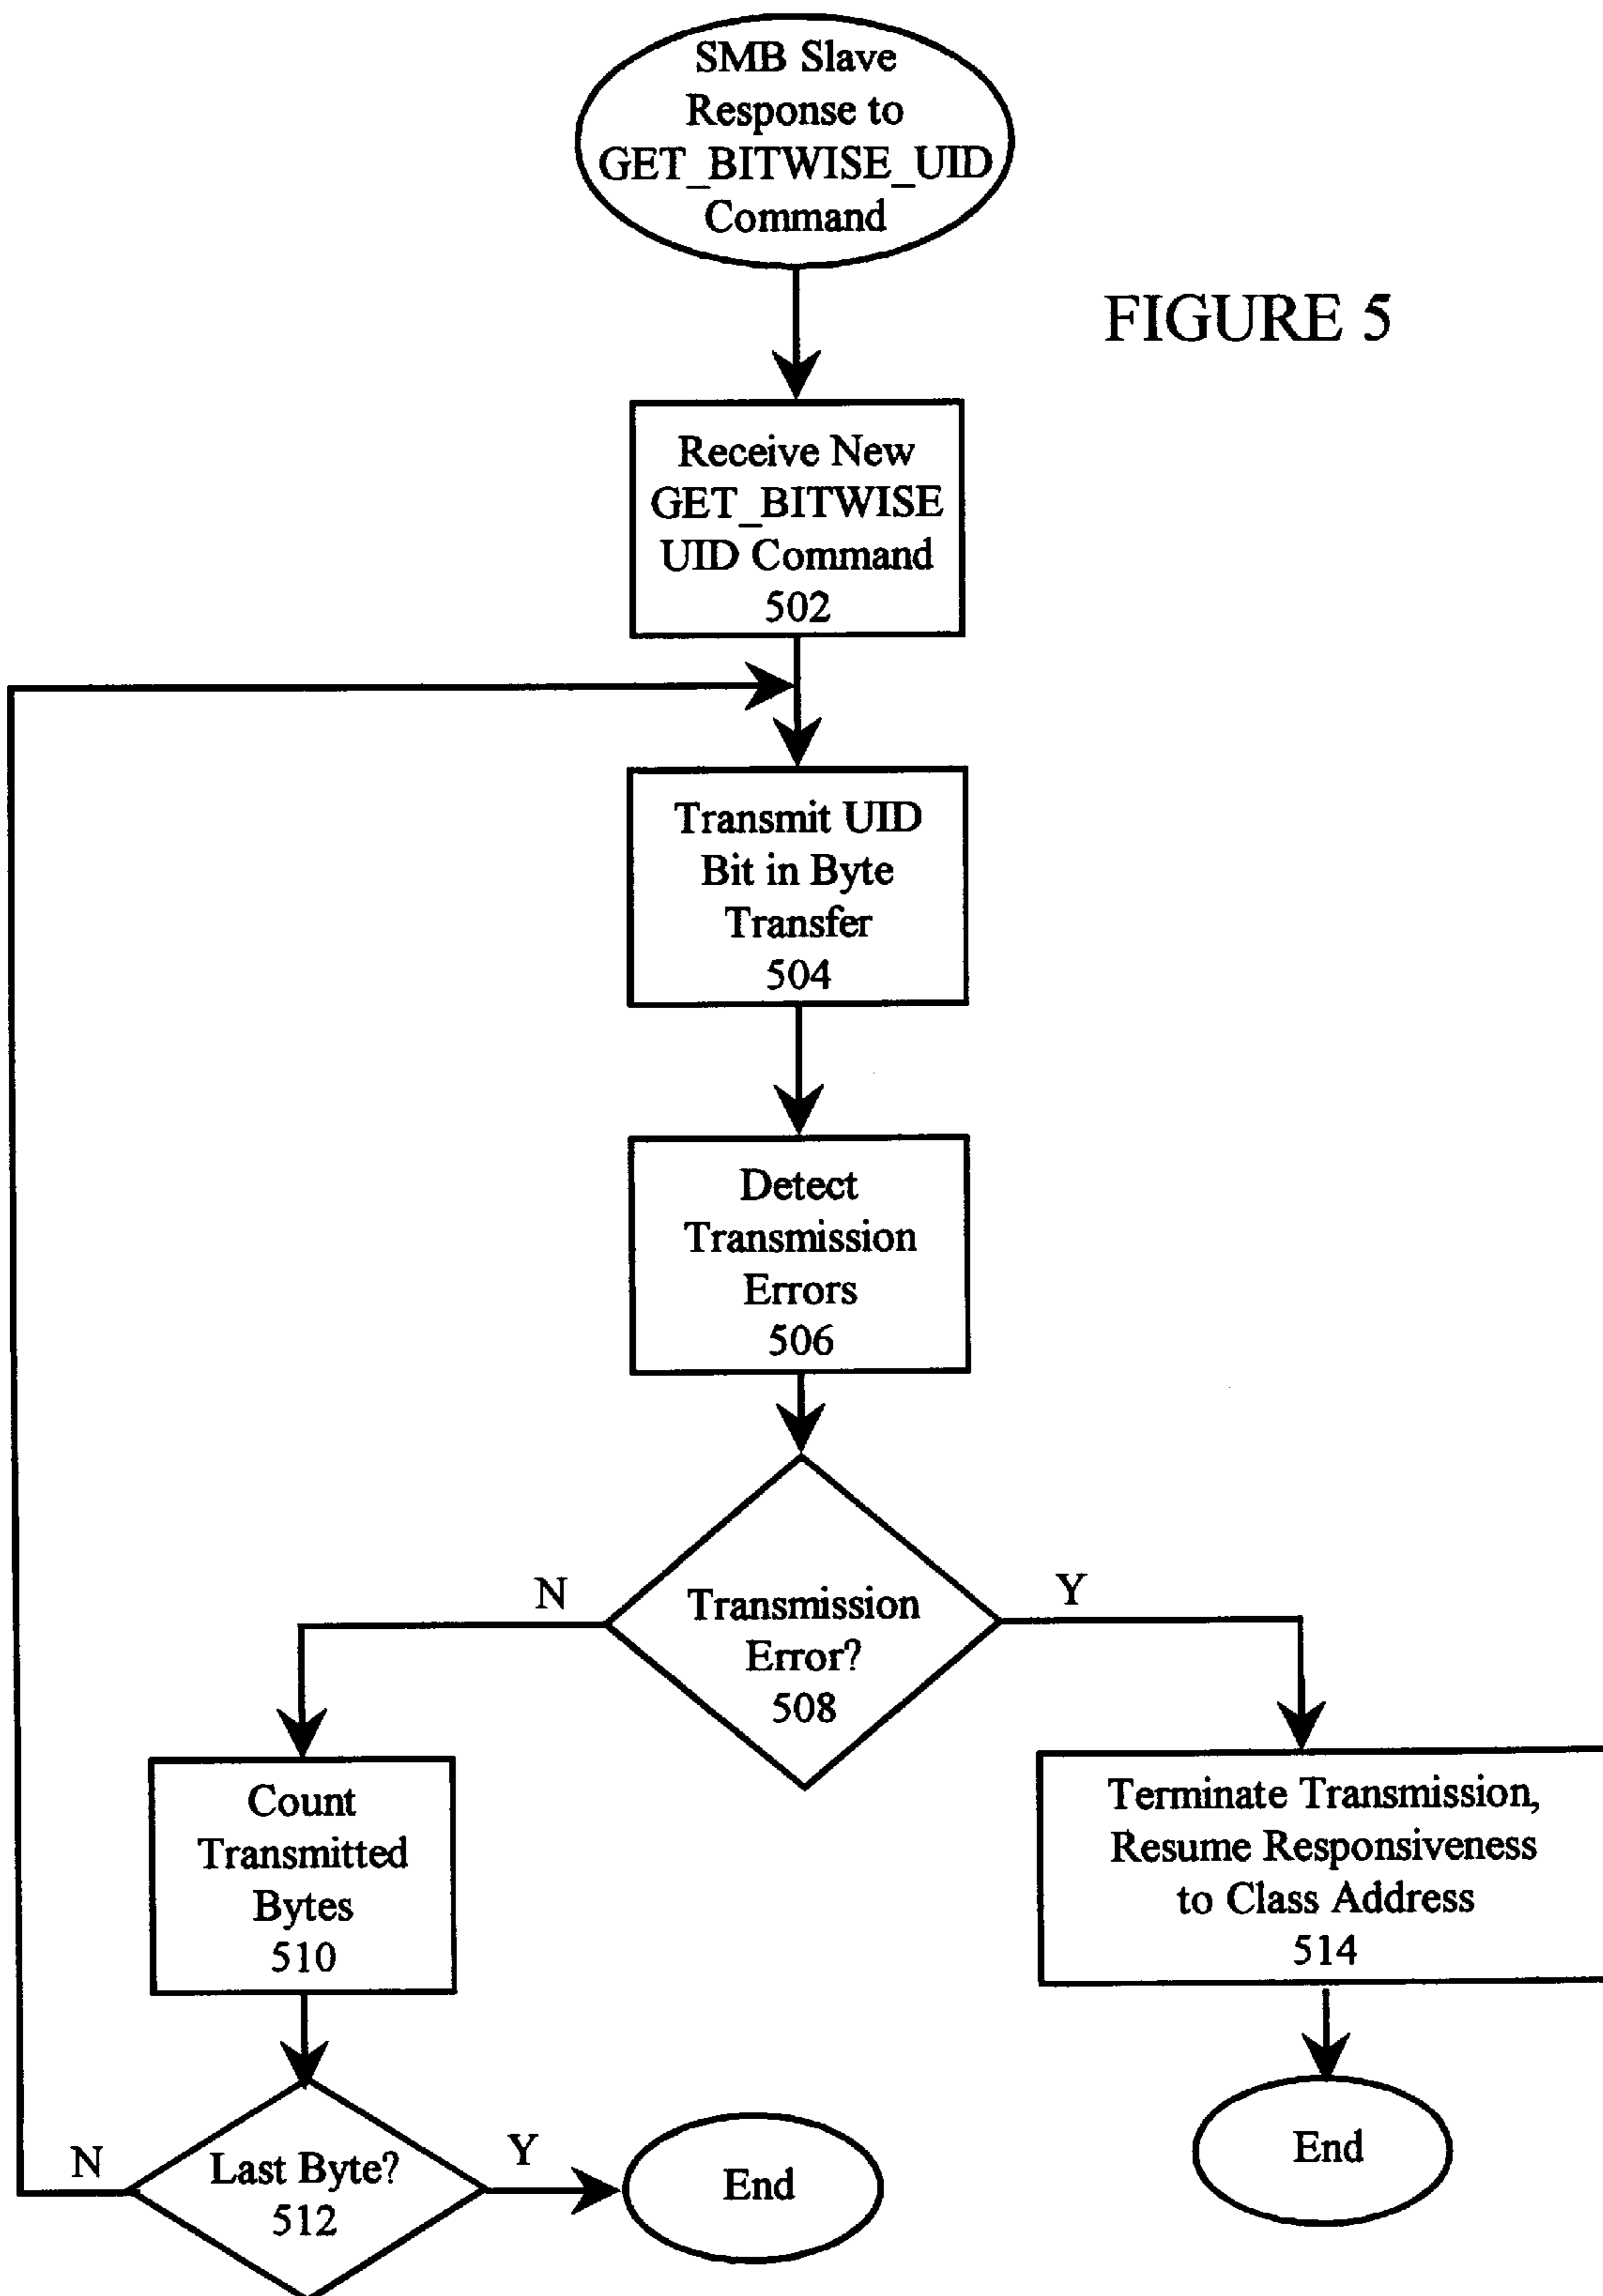 SMB Slave
Response to
GET_BITWISE_UID
Command
FIGURE 5
Receive New
GET_BITWISE
UID Command
502
Transmit UID
Bit in Byte
Transfer
504
Detect
Transmission
Errors
506
N
Y
Transmission
Error?
508
Count
Transmitted
Bytes
510
Terminate Transmission,
Resume Responsiveness
to Class Address
514
N
Last Byte?
512
Y
End
End